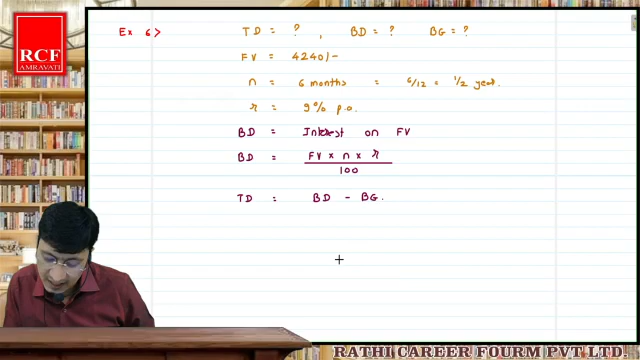 RCF
AMRAVATI
Ex 6>
TD = ? , BD = ? BG = ?
FV = 4240/-
n = 6 months = 6/12 = 1/2 year.
r = 9% p.a.
BD = Interest on FV
BD = FV × n × r
100
TD = BD - BG.
RATHI CAREER FOURM PVT LTD.